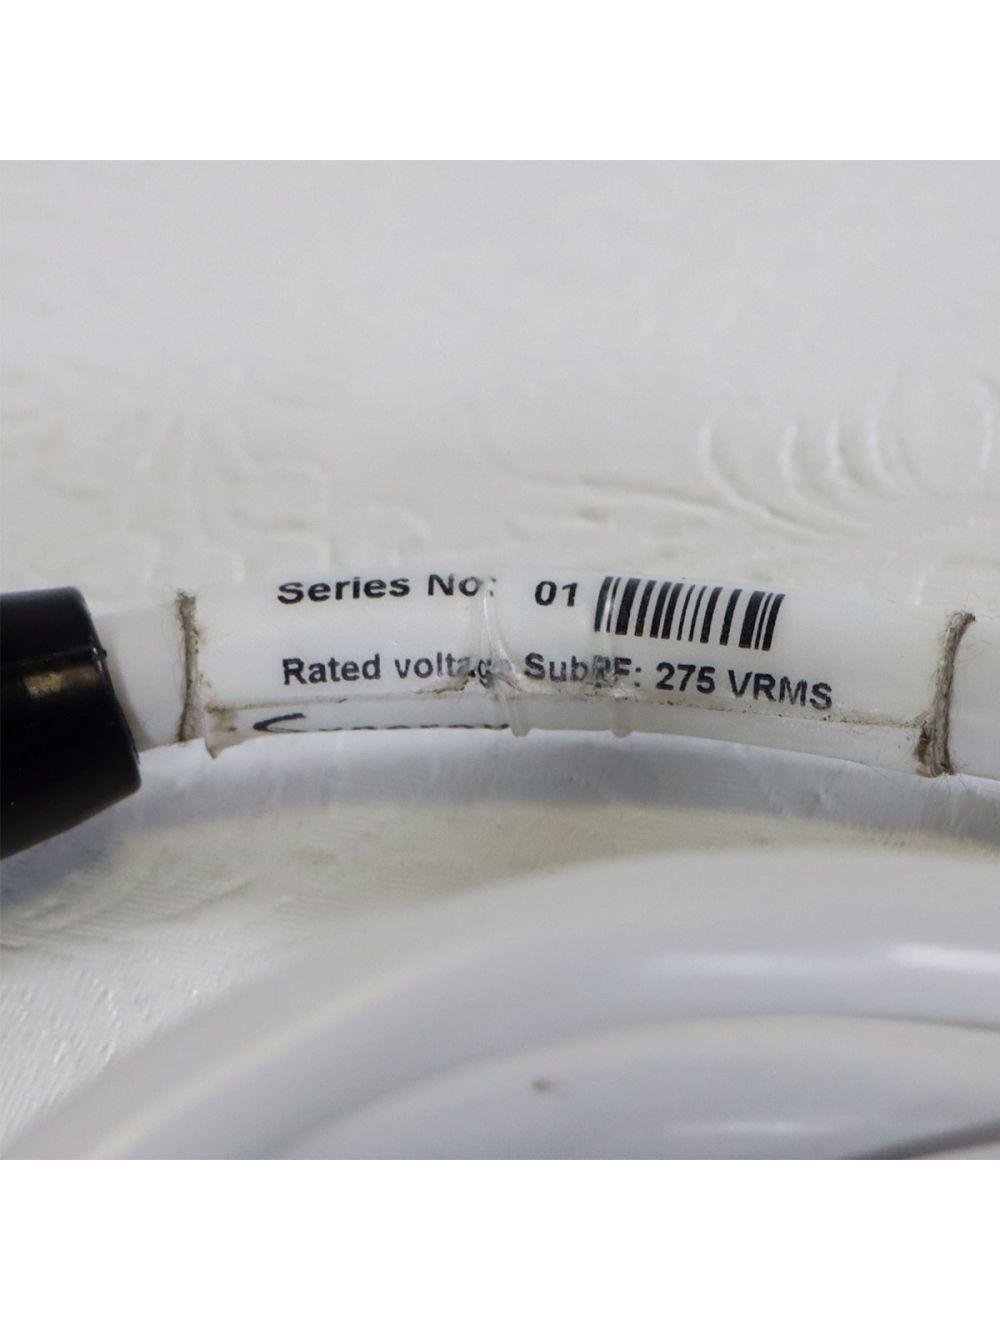 Series No: 01
Rated voltage SubRF: 275 VRMS